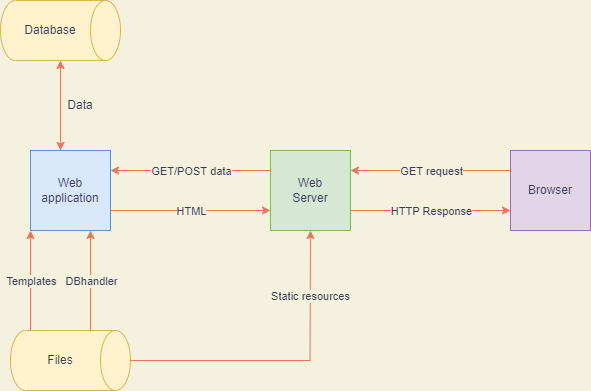 Database
Data
Web
application
GET/POST data
HTML
Web
Server
GET request
HTTP Response
Browser
Templates
DBhandler
Static resources
Files